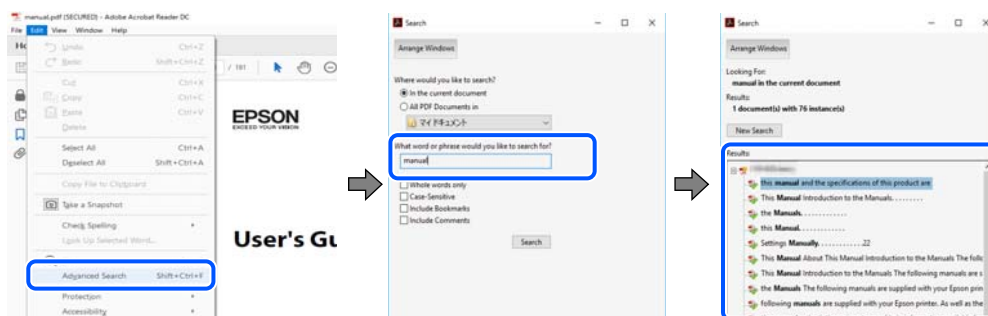 manual.pdf (SECURED) - Adobe Acrobat Reader DC
File Edit View Window Help
Undo Ctrl+Z
Redo Shift+Ctrl+Z
Cut Ctrl+X
Copy Ctrl+C
Paste Ctrl+V
Delete
Select All Ctrl+A
Deselect All Shift+Ctrl+A
Copy File to Clipboard
Take a Snapshot
Check Spelling
Look Up Selected Word...
Advanced Search Shift+Ctrl+F
Protection
Accessibility
/ 191
EPSON
EXCEED YOUR VISION
User's Gu
Search
Arrange Windows
Where would you like to search?
In the current document
All PDF Documents in
マイ ドキュメント
What word or phrase would you like to search for?
manual
Whole words only
Case-Sensitive
Include Bookmarks
Include Comments
Search
Search
Arrange Windows
Looking For:
manual in the current document
Results:
1 document(s) with 76 instance(s)
New Search
Results:
this manual and the specifications of this product are
This Manual Introduction to the Manuals. . . . . . . . .
the Manuals. . . . . . . . . . . . .
this Manual. . . . . . . . . . . . .
Settings Manually. . . . . . . . . . . . . 22
This Manual About This Manual Introduction to the Manuals The follo
This Manual Introduction to the Manuals The following manuals are s
the Manuals The following manuals are supplied with your Epson prin
following manuals are supplied with your Epson printer. As well as the